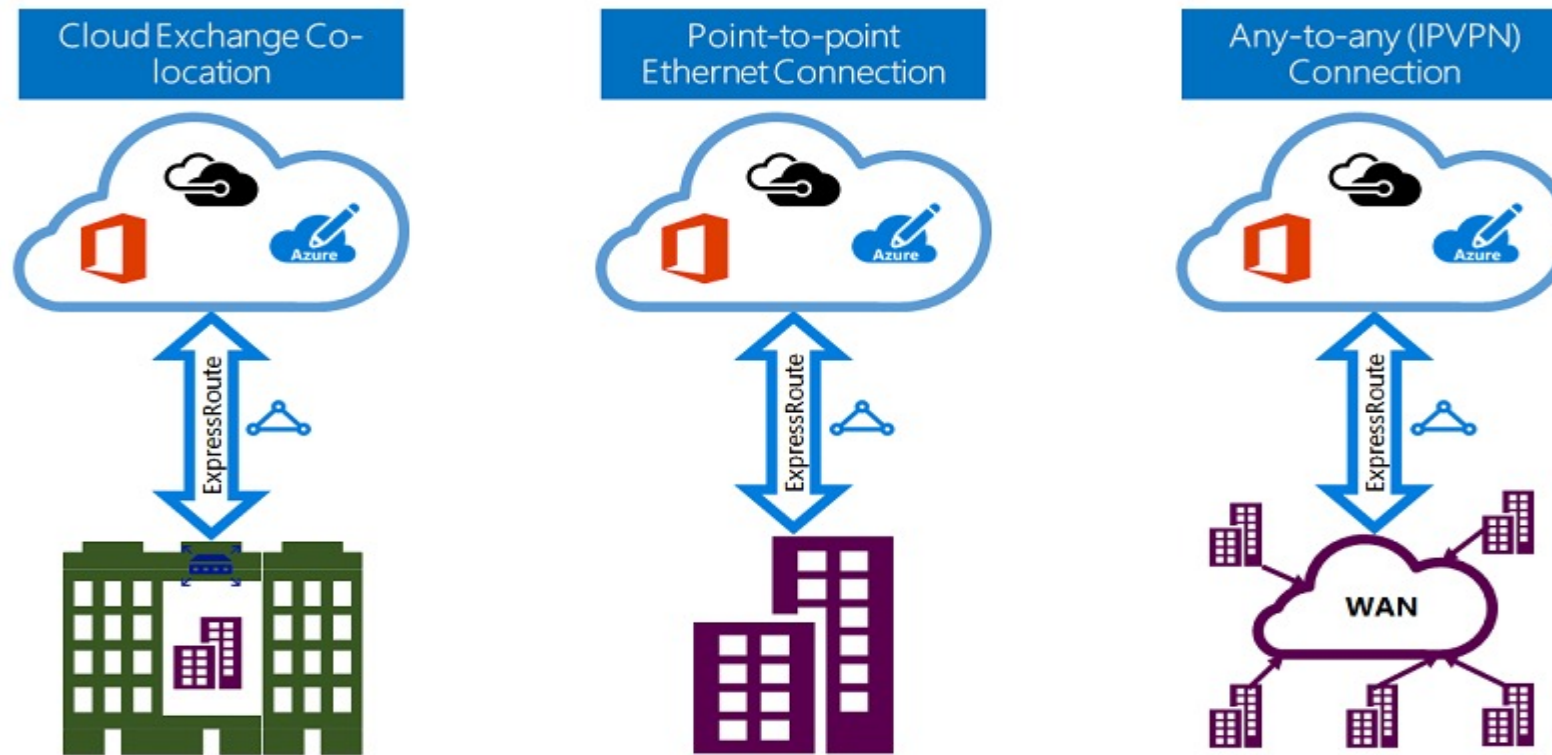 Cloud Exchange Co-
location
Point-to-point
Ethernet Connection
Any-to-any (IPVPN)
Connection
Azure
Azure
Azure
ExpressRoute
ExpressRoute
ExpressRoute
WAN